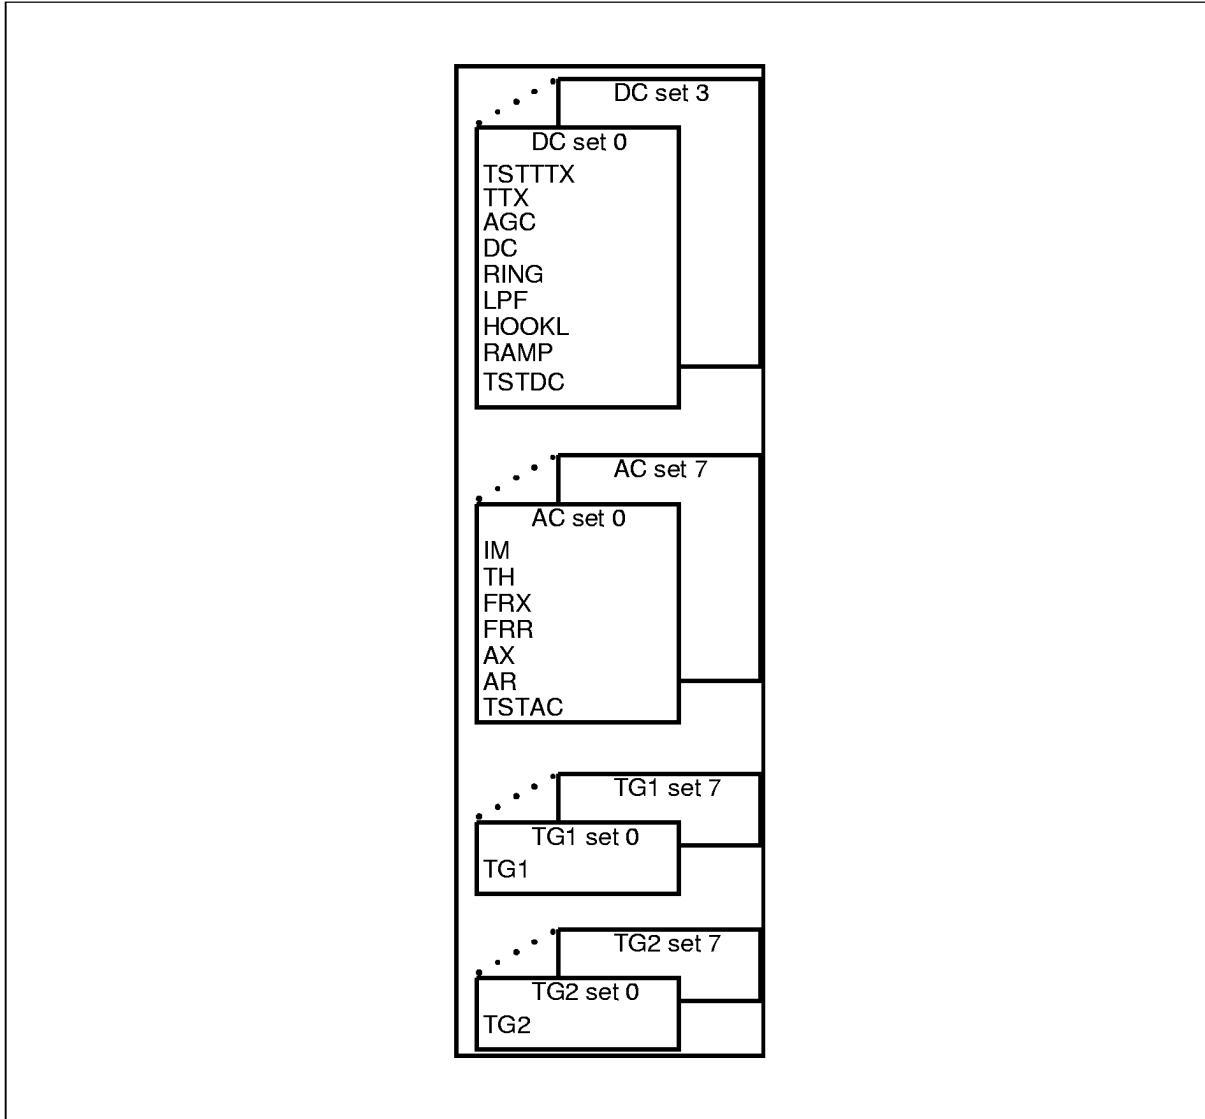 DC set 3
DC set 0
TSTTTX
TTX
AGC
DC
RING
LPF
HOOKL
RAMP
TSTDC
AC set 7
AC set 0
IM
TH
FRX
FRR
AX
AR
TSTAC
TG1 set 7
TG1 set 0
TG1
TG2 set 7
TG2 set 0
TG2